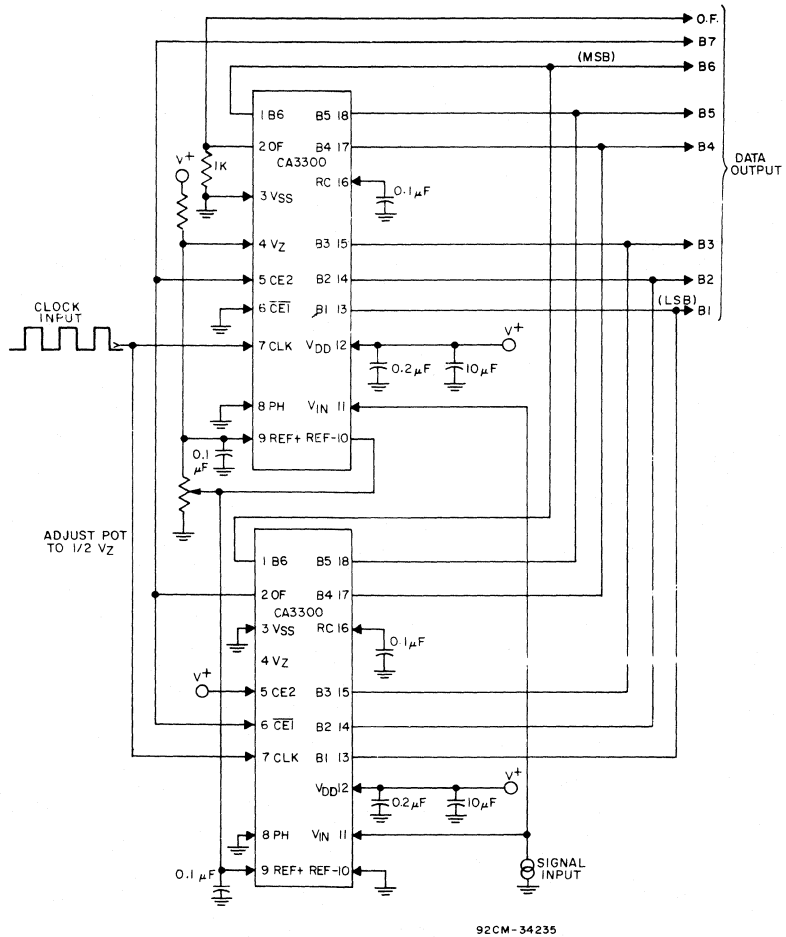 O.F.
B7
(MSB)
B6
1 B6 B5 18
B5
2 OF B4 17
B4
CA3300
V+
1K
RC 16
0.1µF
DATA
OUTPUT
3 VSS
4 VZ B3 15
B3
5 CE2 B2 14
B2
6 CE1 B1 13
(LSB)
B1
CLOCK
INPUT
7 CLK VDD 12
V+
0.2µF 10µF
8 PH VIN 11
9 REF+ REF-10
0.1
µF
ADJUST POT
TO 1/2 VZ
1 B6 B5 18
2 OF B4 17
CA3300
3 VSS RC 16
0.1µF
4 VZ
V+
5 CE2 B3 15
6 CE1 B2 14
7 CLK B1 13
VDD12
V+
0.2µF 10µF
8 PH VIN 11
SIGNAL
INPUT
0.1 µF
9 REF+ REF-10
92CM-34235